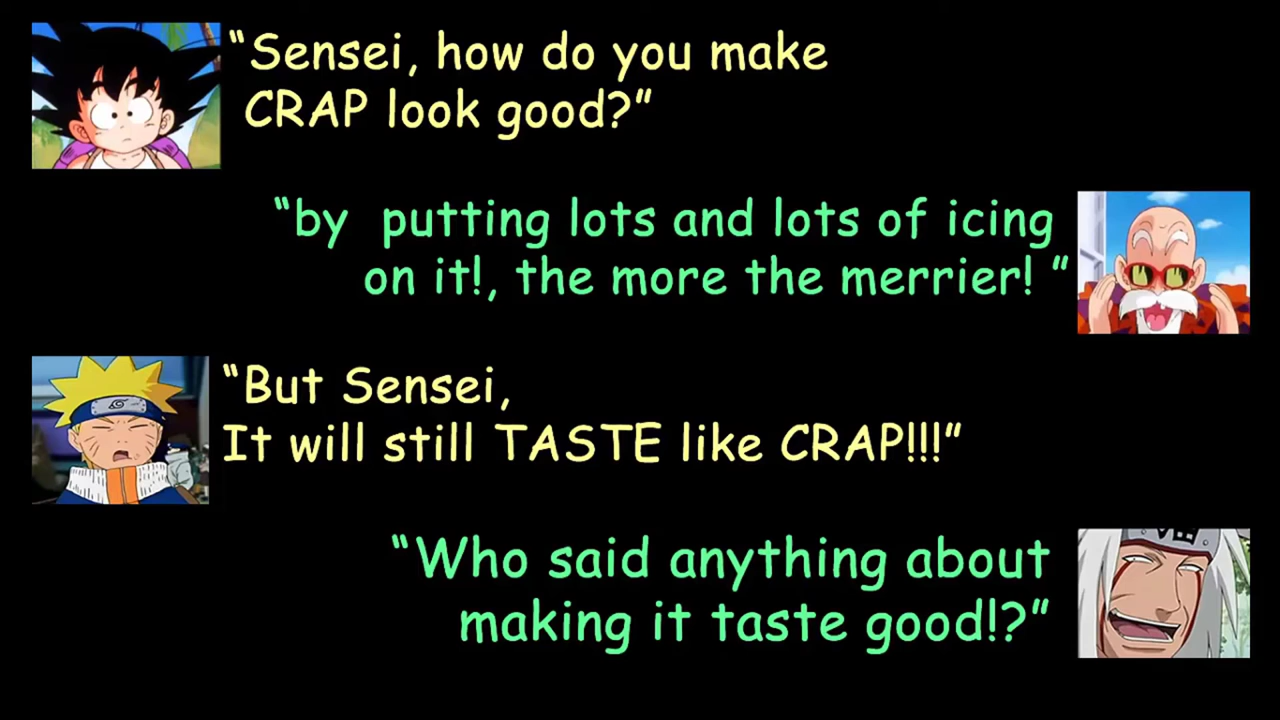 “Sensei, how do you make
CRAP look good?”
“by putting lots and lots of icing
on it!, the more the merrier! ”
“But Sensei,
It will still TASTE like CRAP!!!”
“Who said anything about
making it taste good!?”